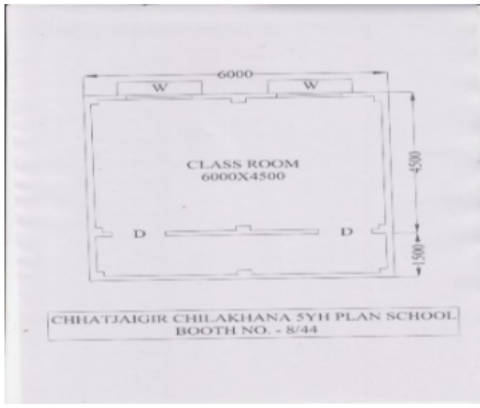 6000
W W
CLASS ROOM
6000X4500
4500
D D
1500
CHHATJAIGIR CHILAKHANA 5YH PLAN SCHOOL
BOOTH NO. - 8/44